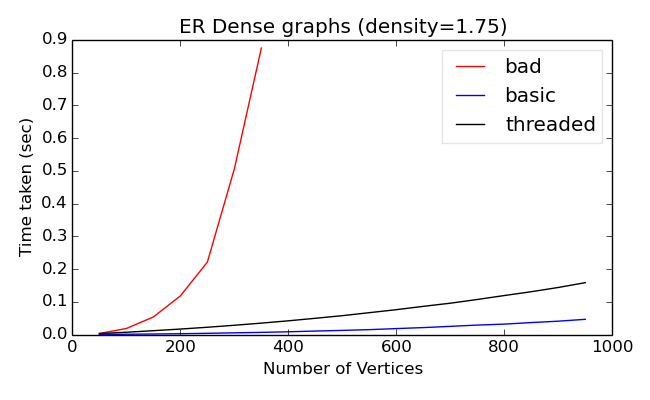 ER Dense graphs (density=1.75)
0.9
0.8
0.7
0.6
0.5
0.4
0.3
0.2
0.1
0.0
Time taken (sec)
bad
basic
threaded
0 200 400 600 800 1000
Number of Vertices